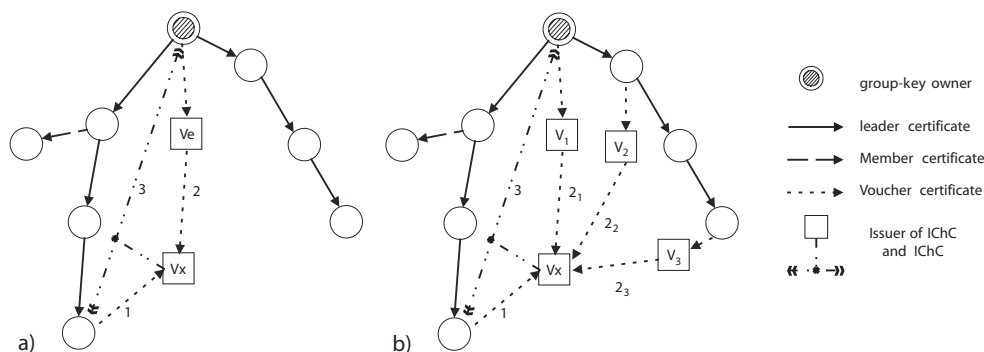 group-key owner
leader certificate
Member certificate
Voucher certificate
Issuer of IChC
and IChC
Ve
3
2
Vx
1
a)
V1
V2
3
21
22
V3
Vx
23
1
b)